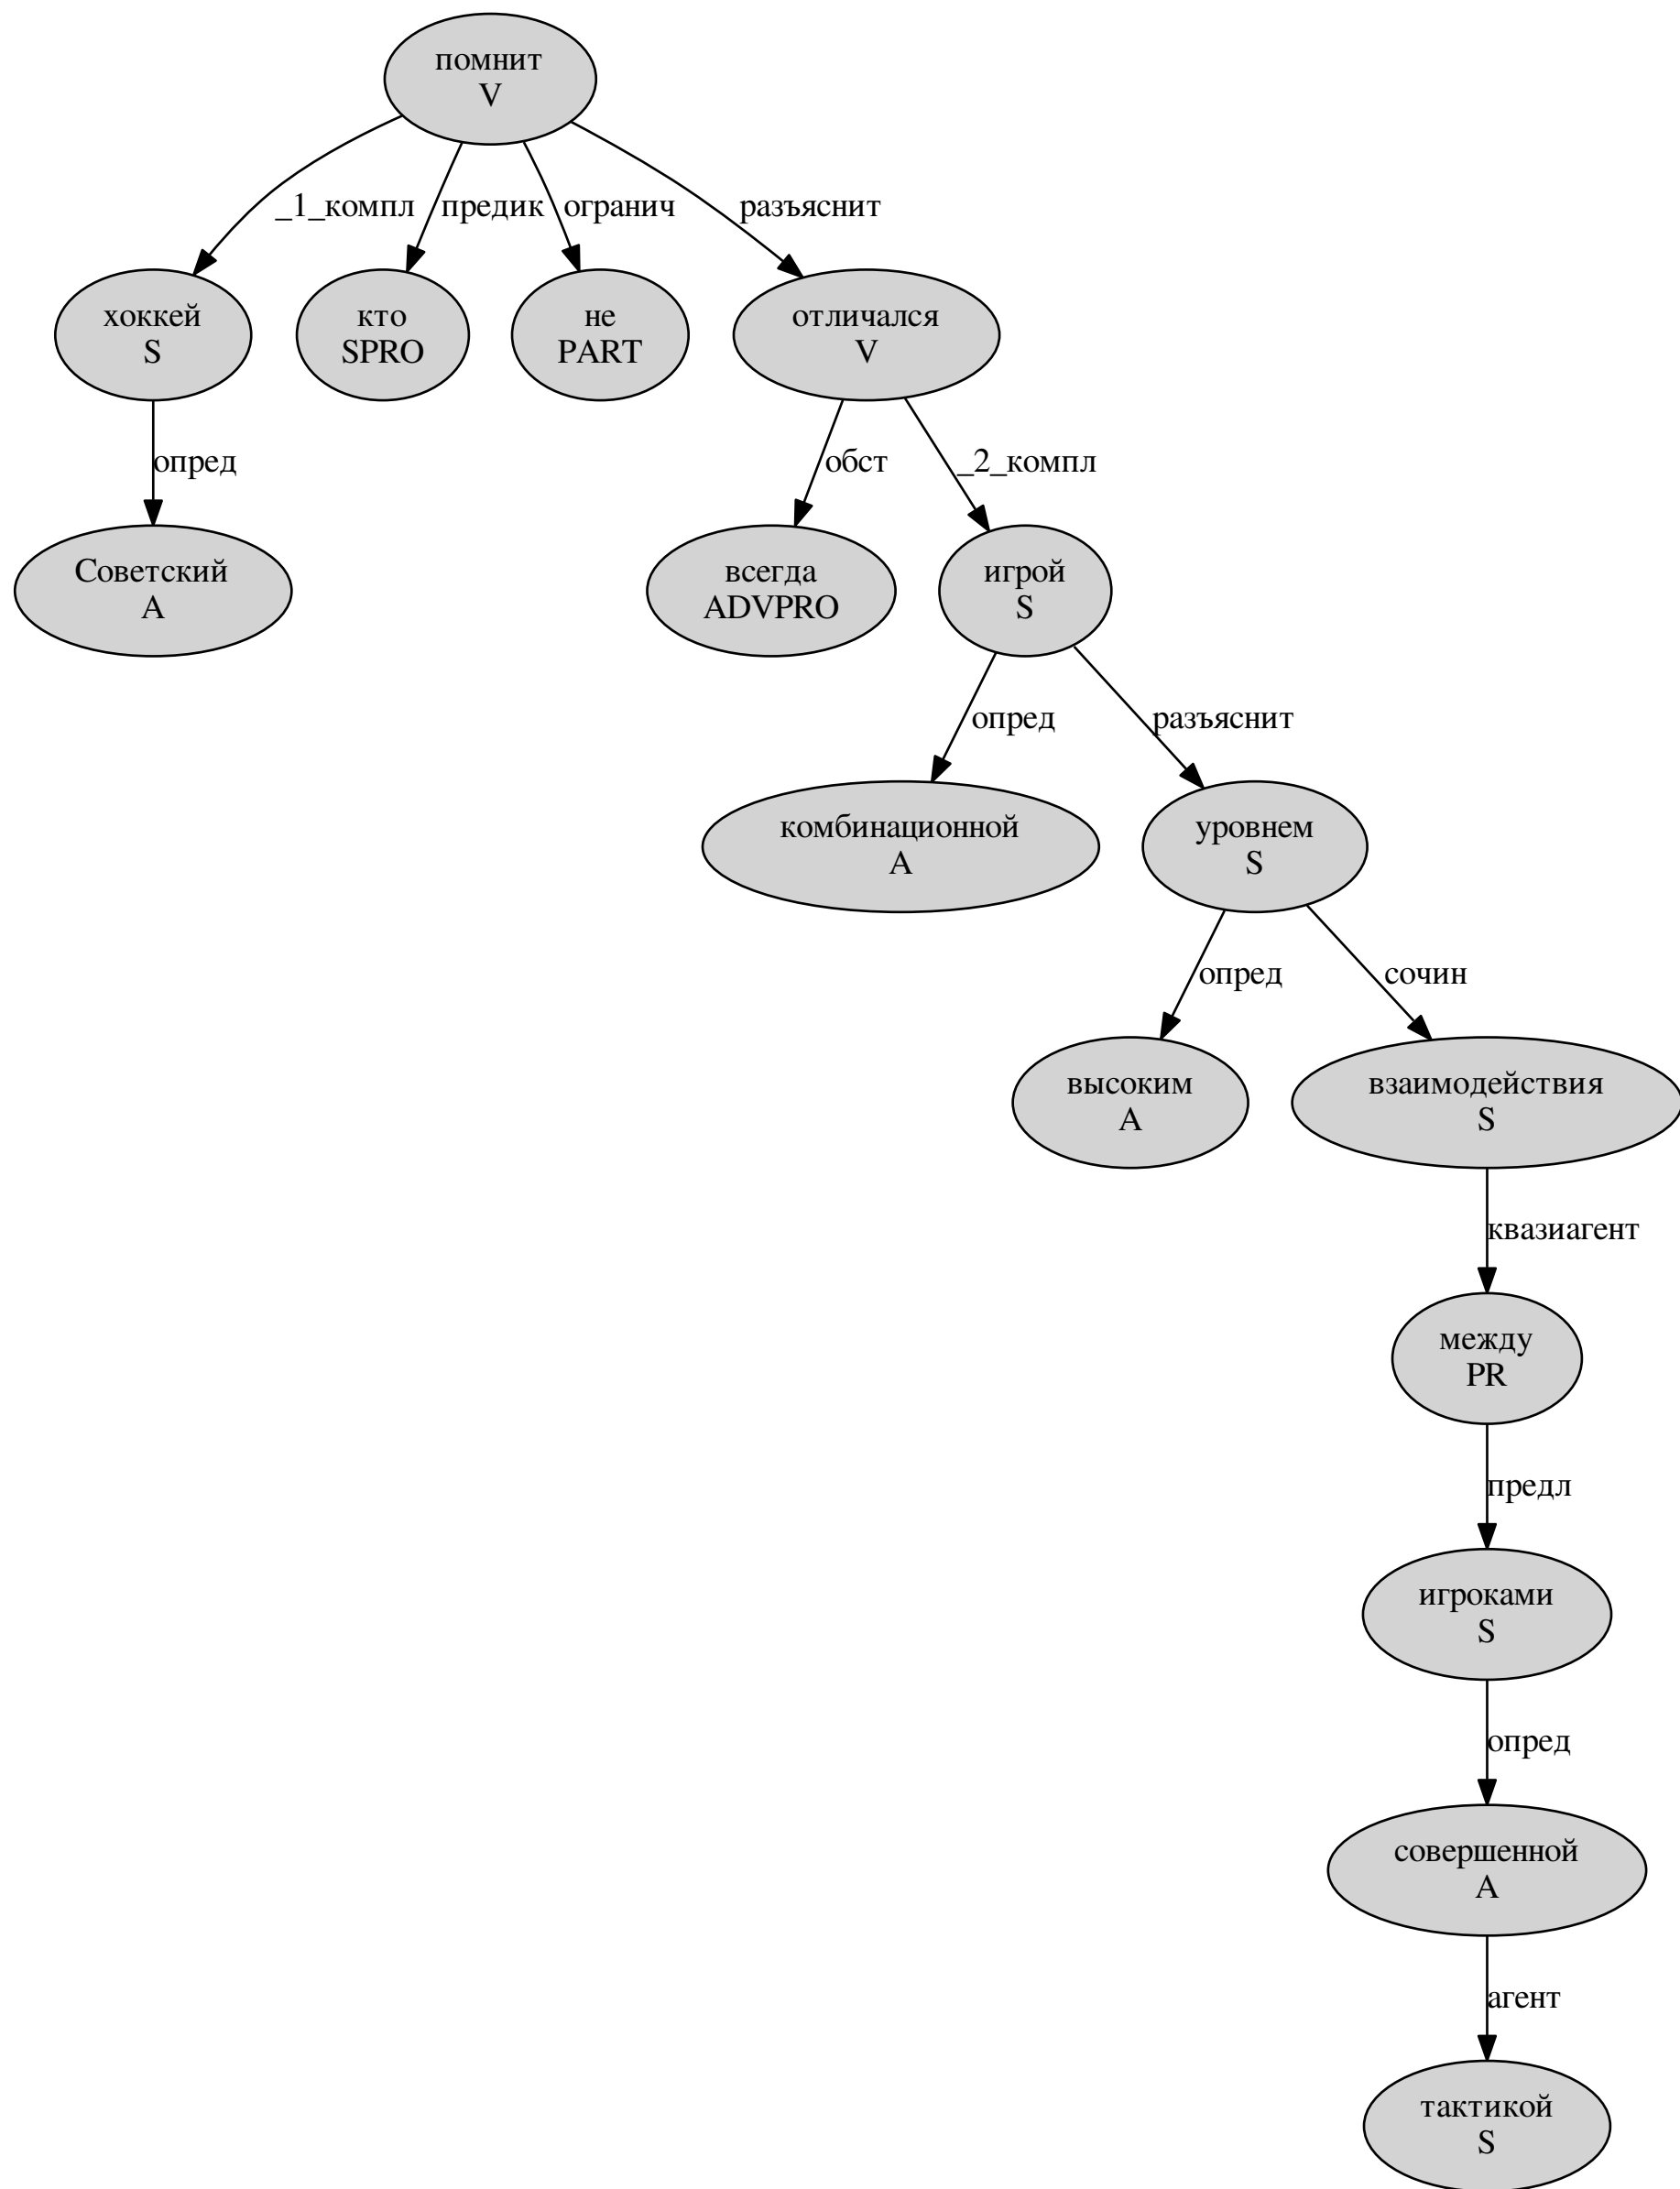 помнит
V
_1_компл
предик
огранич
разъяснит
хоккей
S
кто
SPRO
не
PART
отличался
V
опред
обст
_2_компл
Советский
A
всегда
ADVPRO
игрой
S
опред
разъяснит
комбинационной
A
уровнем
S
опред
сочин
высоким
A
взаимодействия
S
квазиагент
между
PR
предл
игроками
S
опред
совершенной
A
агент
тактикой
S